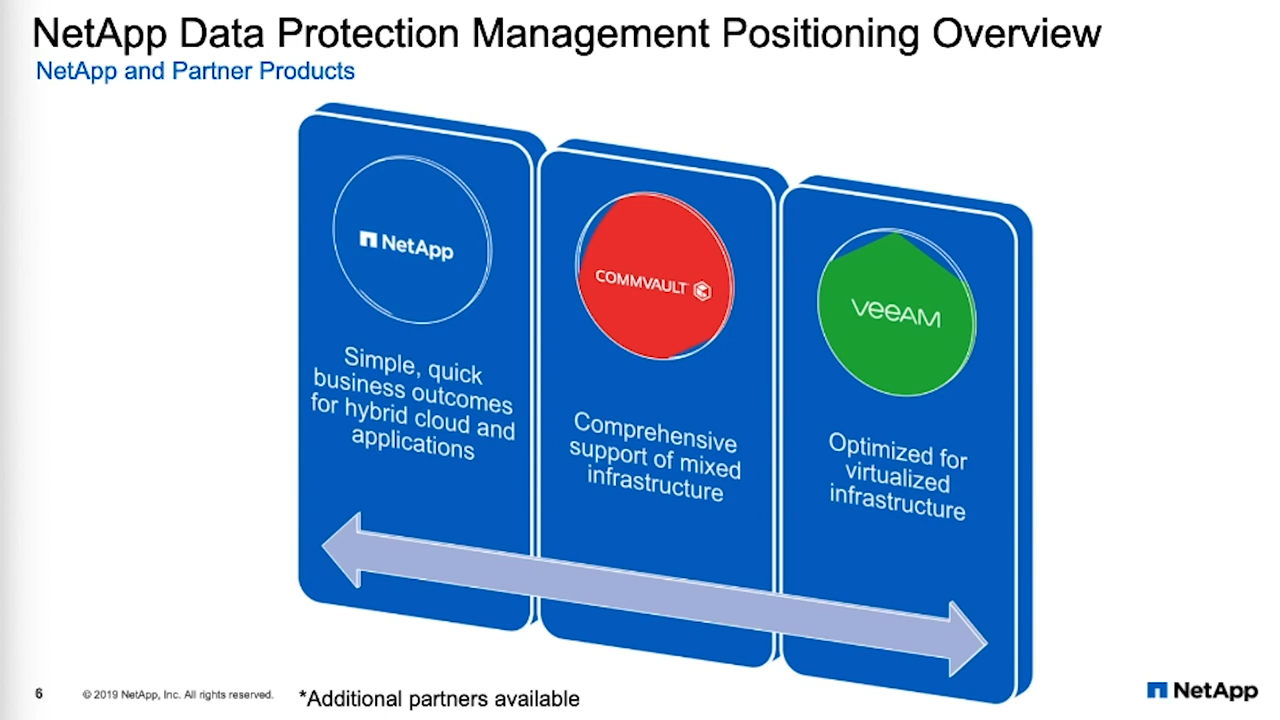 NetApp Data Protection Management Positioning Overview
NetApp and Partner Products
NetApp
Simple, quick
business outcomes
for hybrid cloud and
applications
COMMVAULT
Comprehensive
support of mixed
infrastructure
veeAM
Optimized for
virtualized
infrastructure
6
© 2019 NetApp, Inc. All rights reserved.
*Additional partners available
NetApp